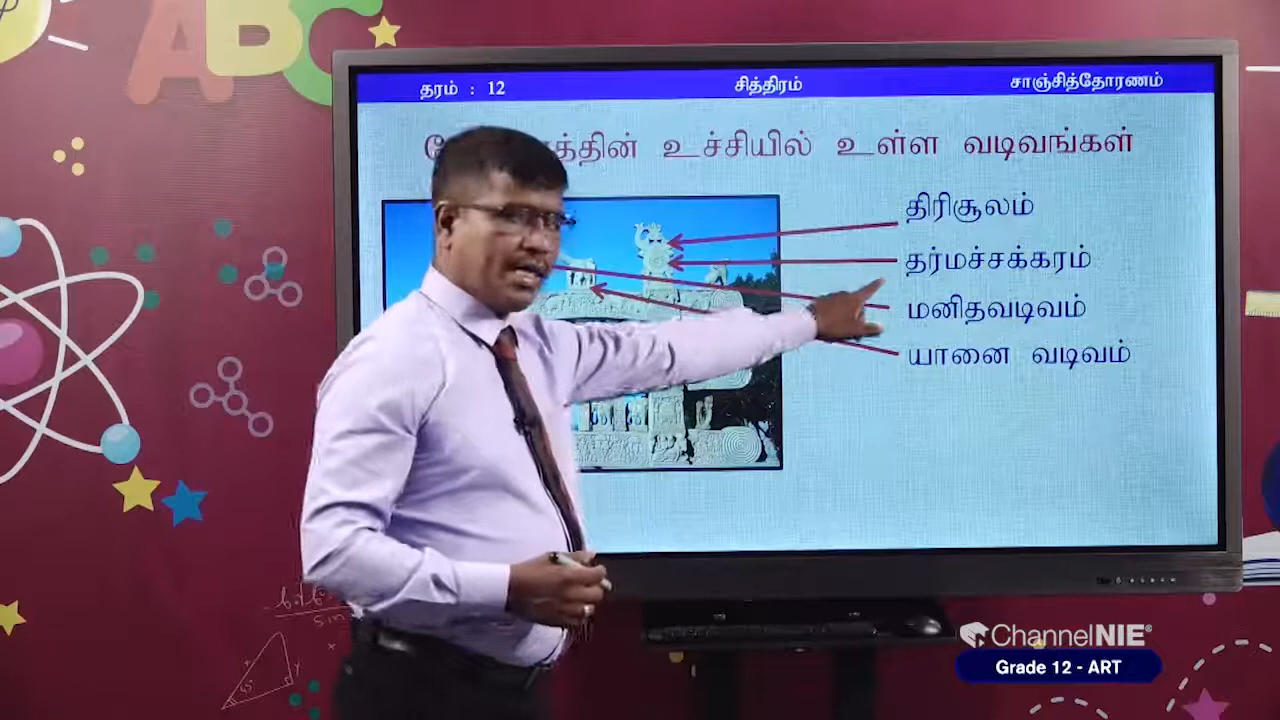 ABC
தரம் : 12 சித்திரம் சாஞ்சித்தோரணம்
உச்சியில் உள்ள வடிவங்கள்
திரிசூலம்
தர்மச்சக்கரம்
மனிதவடிவம்
யானை வடிவம்
ChannelNIE®
Grade 12 - ART